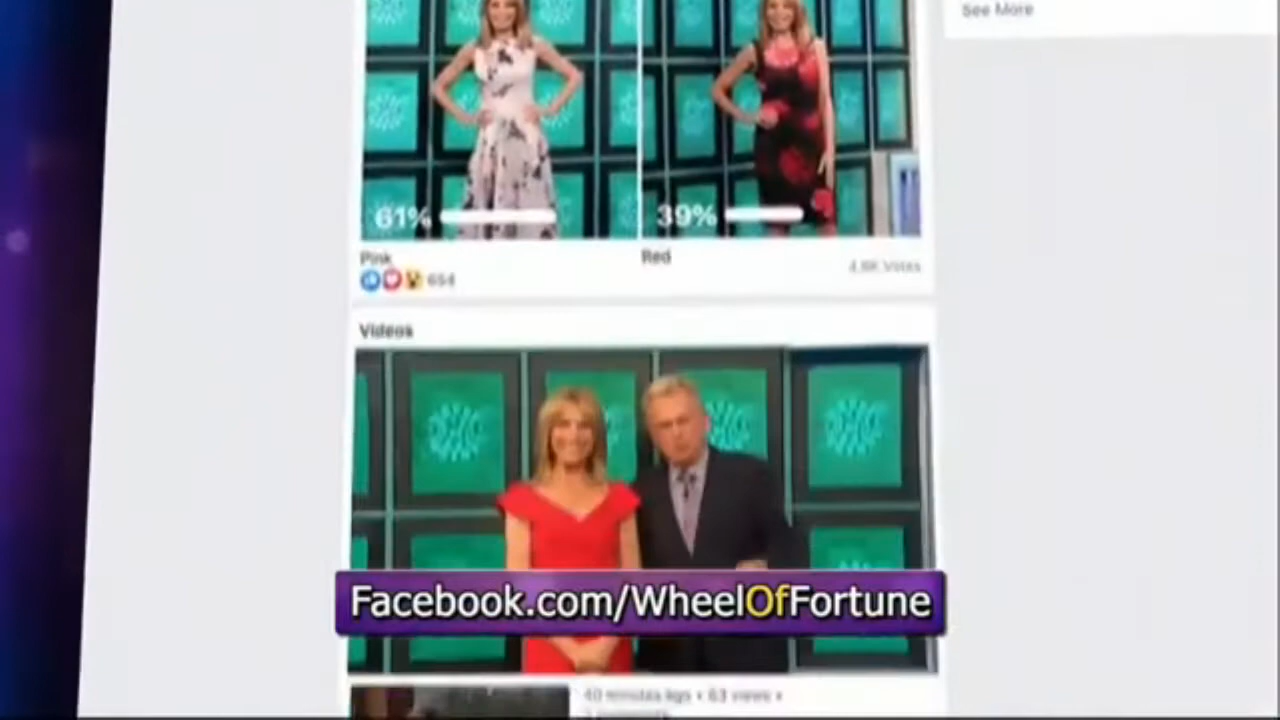 See More
61%
39%
Pink
Red
4.8K Votes
654
Videos
Facebook.com/WheelOfFortune
40 minutes ago • 63 views •